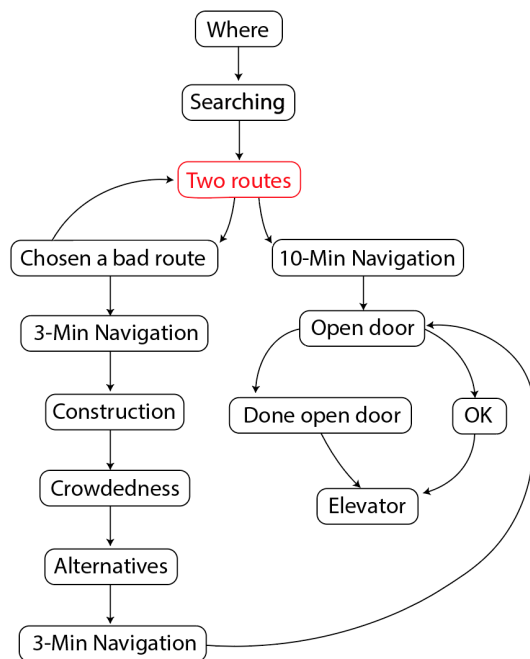 Where
Searching
Two routes
Chosen a bad route
10-Min Navigation
3-Min Navigation
Open door
Construction
Done open door
OK
Crowdedness
Elevator
Alternatives
3-Min Navigation